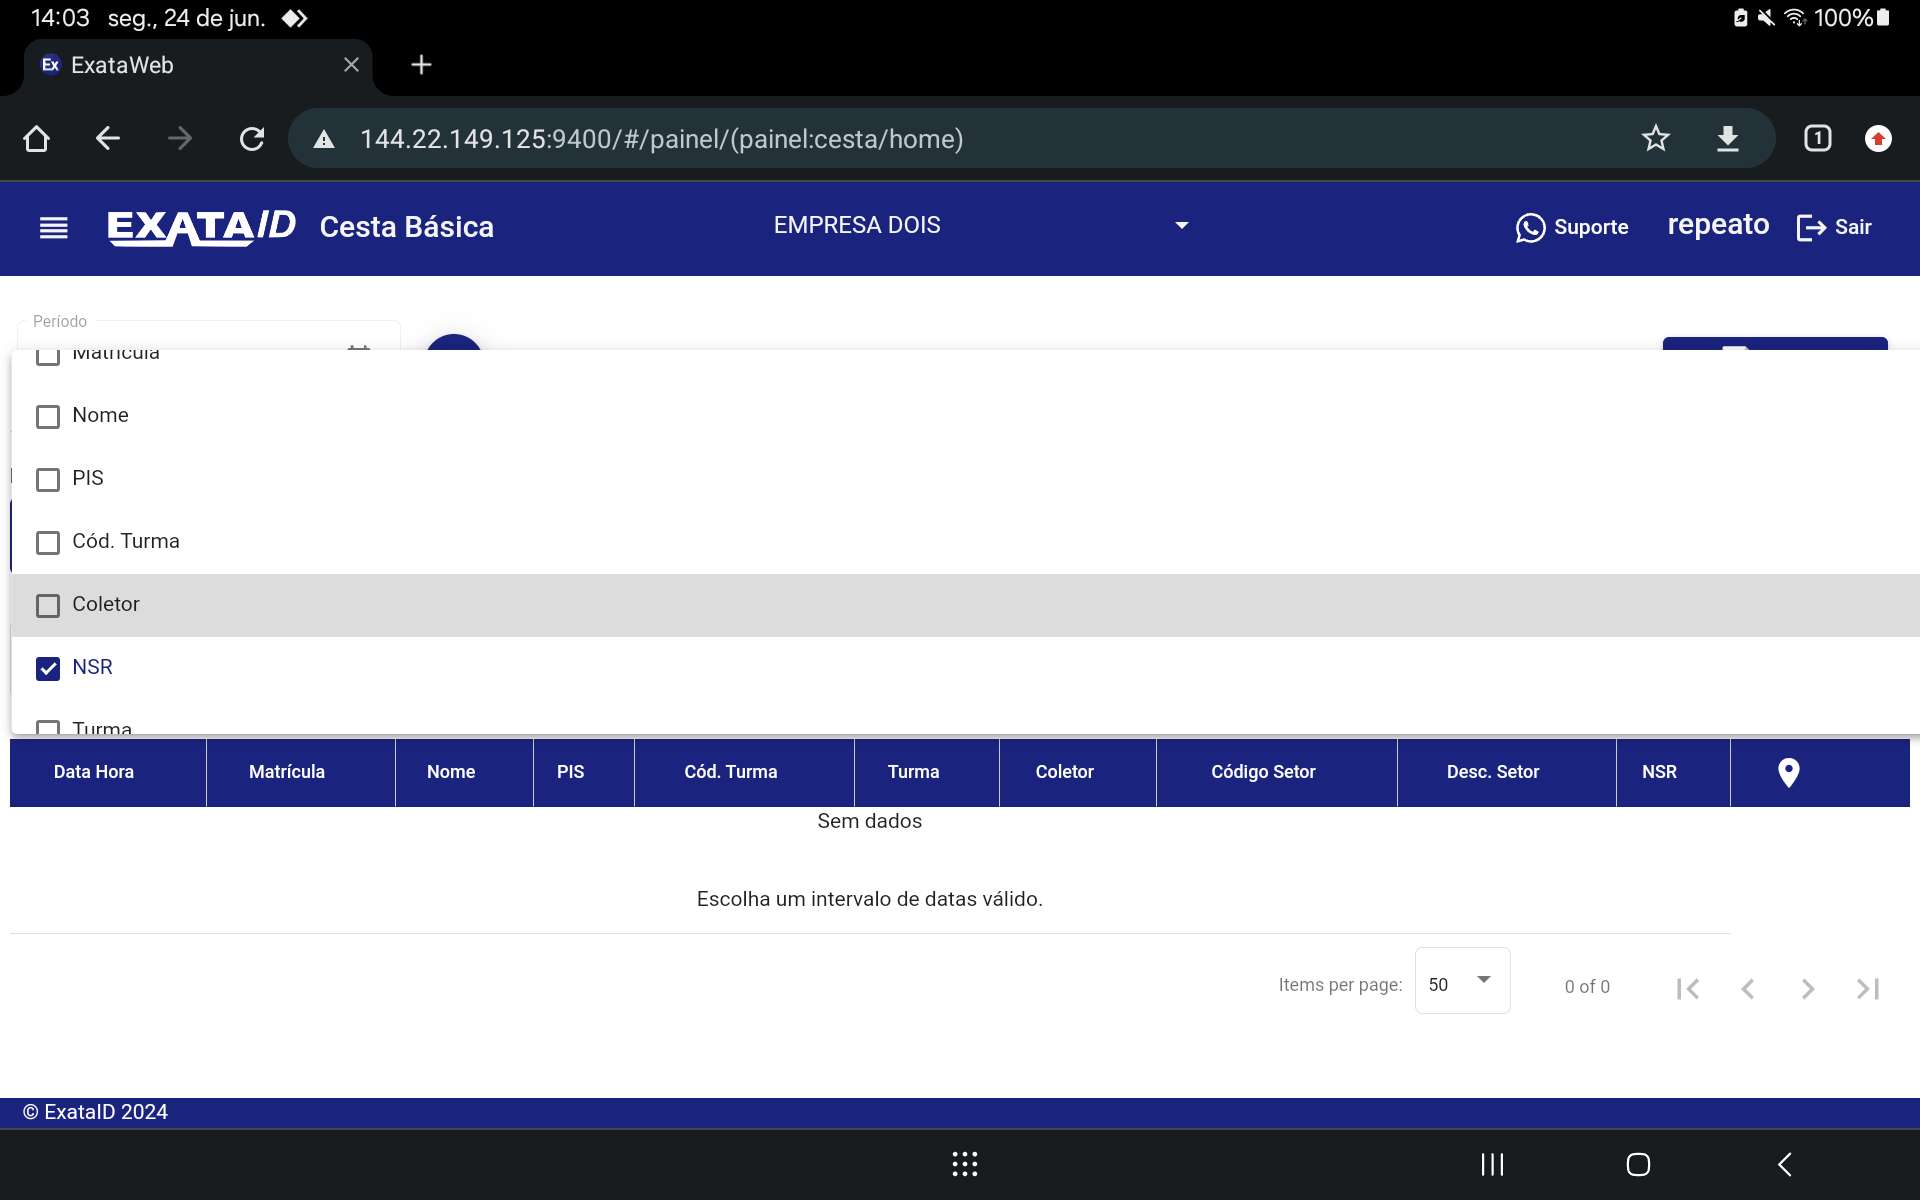 14:03 seg., 24 de jun. 100%
Ex ExataWeb
144.22.149.125:9400/#/painel/(painel:cesta/home) 1
EXATAID Cesta Básica EMPRESA DOIS Suporte repeato Sair
Período
Matrícula
Nome
PIS
Cód. Turma
Coletor
NSR
Turma
Data Hora Matrícula Nome PIS Cód. Turma Turma Coletor Código Setor Desc. Setor NSR
Sem dados
Escolha um intervalo de datas válido.
Items per page: 50 0 of 0
© ExataID 2024